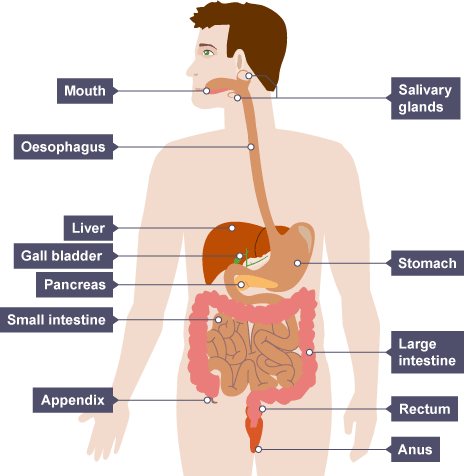 Mouth
Salivary
glands
Oesophagus
Liver
Gall bladder
Stomach
Pancreas
Small intestine
Large
intestine
Appendix
Rectum
Anus